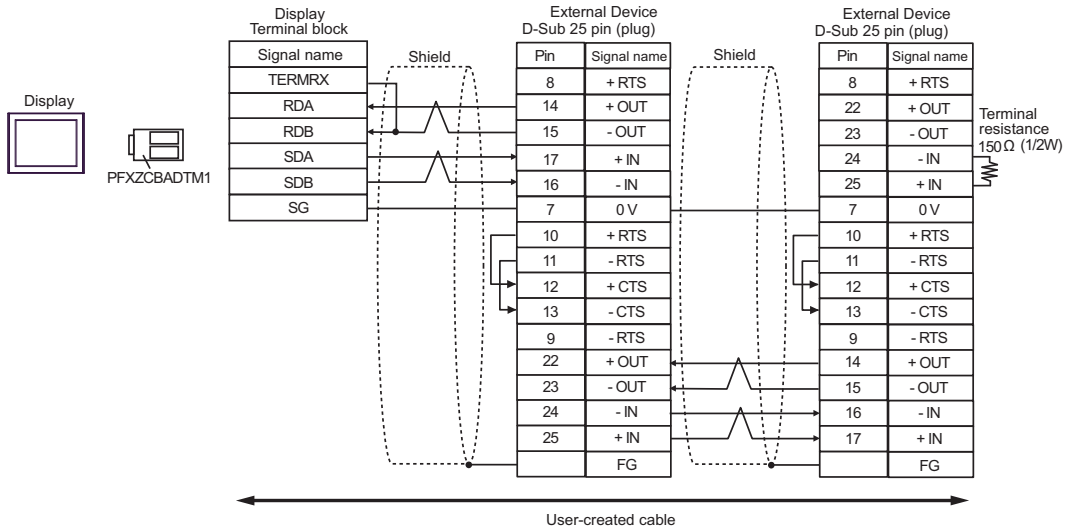 Display
PFXZCBADTM1
Display
Terminal block
Signal name
TERMRX
RDA
RDB
SDA
SDB
SG
Shield
External Device
D-Sub 25 pin (plug)
Pin Signal name
8 + RTS
14 + OUT
15 - OUT
17 + IN
16 - IN
7 0 V
10 + RTS
11 - RTS
12 + CTS
13 - CTS
9 - RTS
22 + OUT
23 - OUT
24 - IN
25 + IN
FG
Shield
External Device
D-Sub 25 pin (plug)
Pin Signal name
8 + RTS
22 + OUT
23 - OUT
24 - IN
25 + IN
7 0 V
10 + RTS
11 - RTS
12 + CTS
13 - CTS
9 - RTS
14 + OUT
15 - OUT
16 - IN
17 + IN
FG
Terminal
resistance
150 Ω (1/2W)
User-created cable